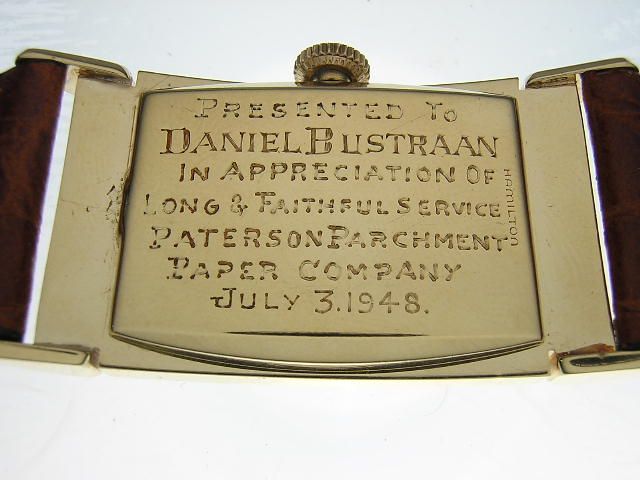 PRESENTED TO
DANIEL BUSTRAAN
IN APPRECIATION OF
LONG & FAITHFUL SERVICE
PATERSON PARCHMENT
PAPER COMPANY
JULY 3.1948.
HAMILTON